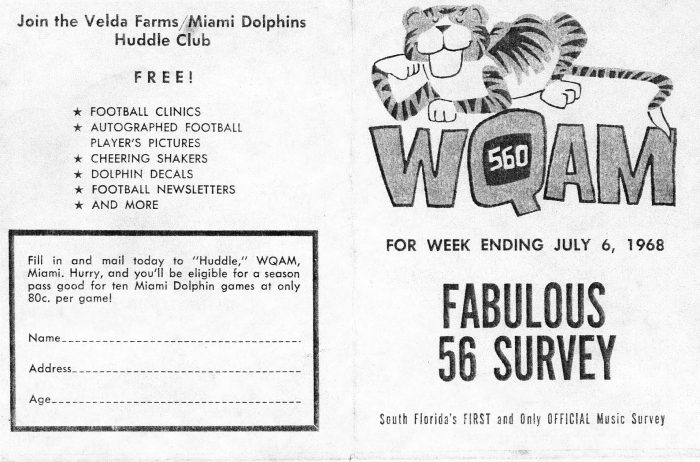 Join the Velda Farms/Miami Dolphins
Huddle Club
FREE!
★ FOOTBALL CLINICS
★ AUTOGRAPHED FOOTBALL
PLAYER'S PICTURES
★ CHEERING SHAKERS
★ DOLPHIN DECALS
★ FOOTBALL NEWSLETTERS
★ AND MORE
Fill in and mail today to "Huddle," WQAM,
Miami. Hurry, and you'll be eligible for a season
pass good for ten Miami Dolphin games at only
80c. per game!
Name
Address
Age
WQAM
560
FOR WEEK ENDING JULY 6, 1968
FABULOUS
56 SURVEY
South Florida's FIRST and Only OFFICIAL Music Survey